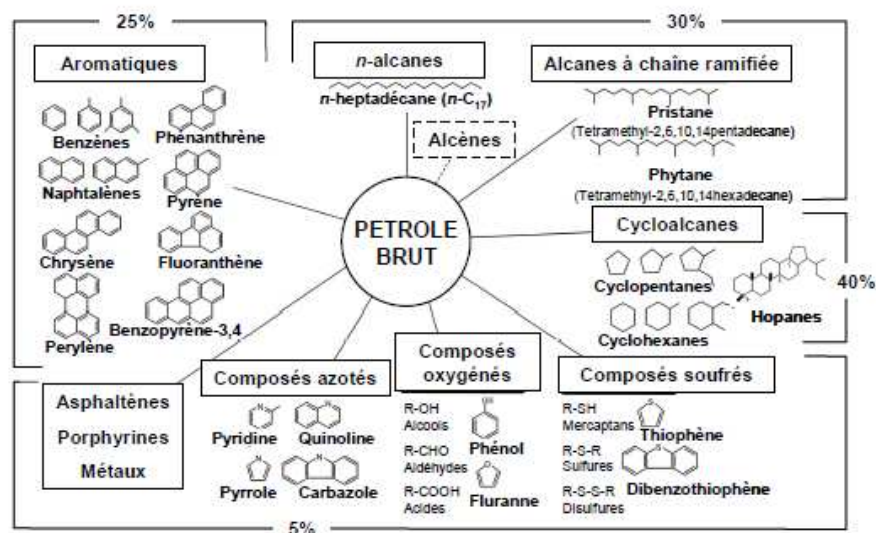 25%
30%
Aromatiques
Benzènes
Phénanthrène
Naphtalènes
Pyrène
Chrysène
Fluoranthène
Perylène
Benzopyrène-3,4
n-alcanes
n-heptadécane (n-C17)
Alcènes
Alcanes à chaîne ramifiée
Pristane
(Tetramethyl-2,6,10,14pentadecane)
Phytane
(Tetramethyl-2,6,10,14hexadecane)
PETROLE
BRUT
Cycloalcanes
Cyclopentanes
Cyclohexanes
Hopanes
40%
Asphaltènes
Porphyrines
Métaux
Composés azotés
N
Pyridine
N
Quinoline
N
Pyrrole
N
Carbazole
Composés
oxygénés
R-OH
Alcools
OH
Phénol
R-CHO
Aldéhydes
R-COOH
Acides
O
Fluranne
Composés soufrés
R-SH
Mercaptans
S
Thiophène
R-S-R
Sulfures
S
Dibenzothiophène
R-S-S-R
Disulfures
5%